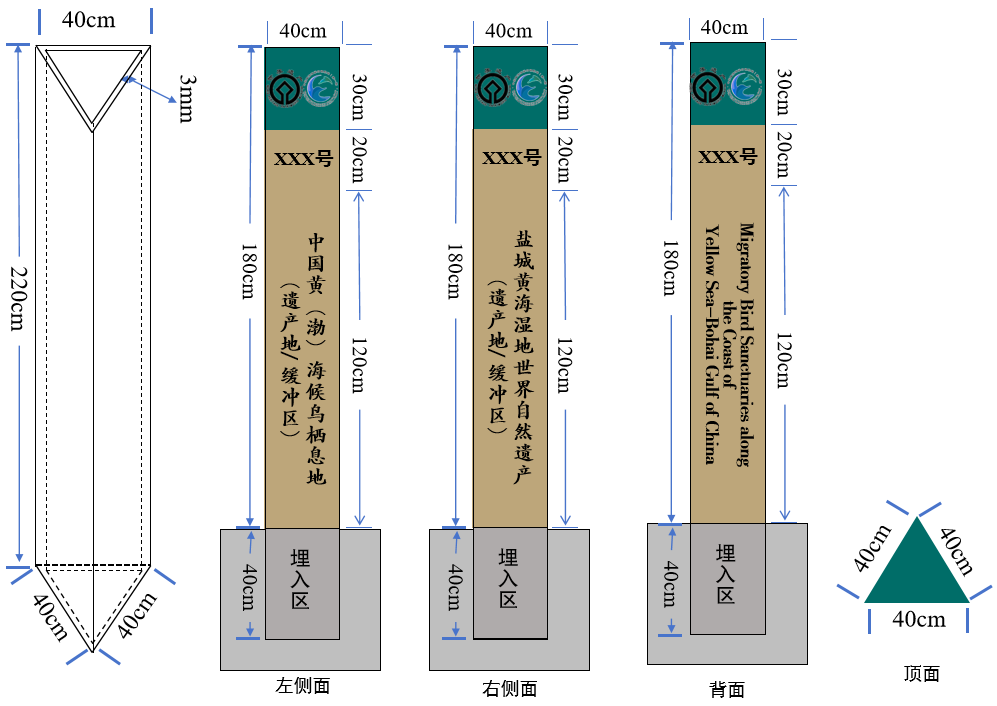 40cm
3mm
220cm
40cm
40cm
40cm
30cm
XXX号
20cm
180cm
中国黄（渤）海候鸟栖息地
（遗产地/缓冲区）
120cm
40cm
埋入区
左侧面
40cm
30cm
XXX号
20cm
180cm
盐城黄海湿地世界自然遗产
（遗产地/缓冲区）
120cm
40cm
埋入区
右侧面
40cm
30cm
XXX号
20cm
180cm
Migratory Bird Sanctuaries along
the Coast of
Yellow Sea-Bohai Gulf of China
120cm
40cm
埋入区
背面
40cm
40cm
40cm
顶面